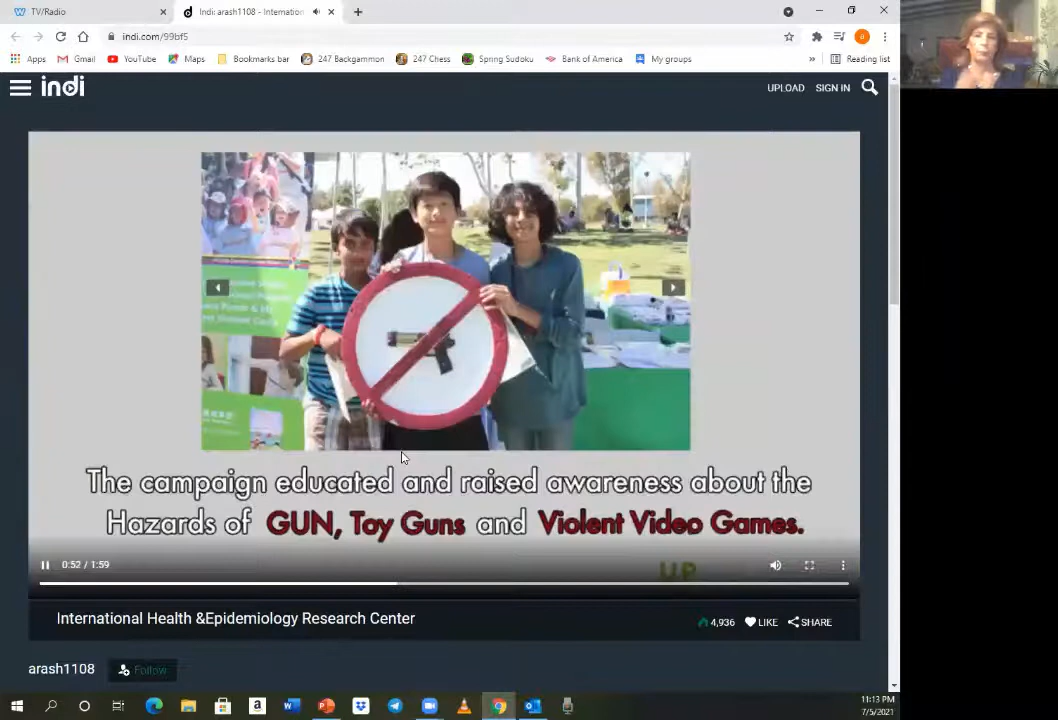 TV/Radio
Indi: arash1108 - Internation
indi.com/99bf5
Apps
Gmail
YouTube
Maps
Bookmarks bar
247 Backgammon
247 Chess
Spring Sudoku
Bank of America
My groups
»
Reading list
indi
UPLOAD
SIGN IN
The campaign educated and raised awareness about the
Hazards of GUN, Toy Guns and Violent Video Games.
0:52 / 1:59
International Health &Epidemiology Research Center
4,936
LIKE
SHARE
arash1108
Follow
11:13 PM
7/5/2021